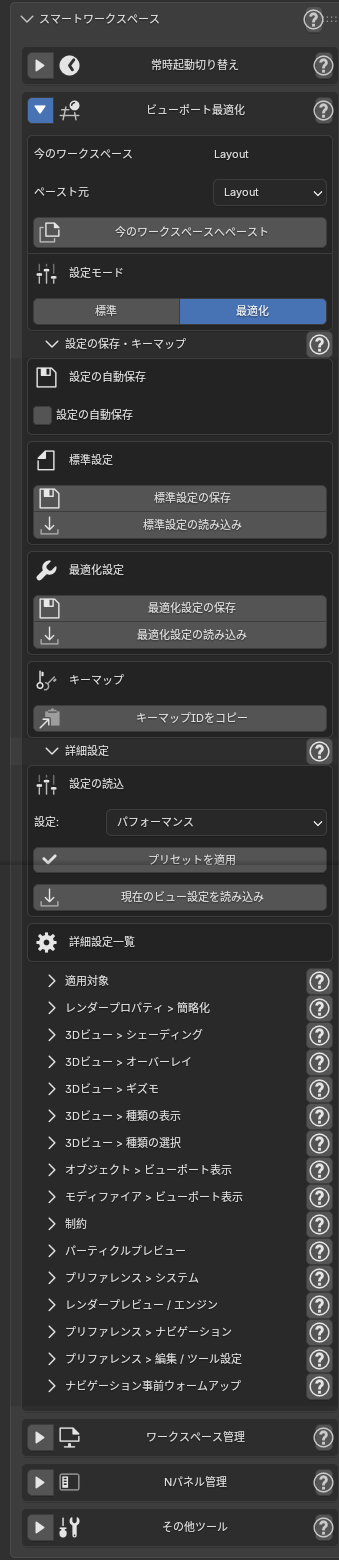 スマートワークスペース
常時起動切り替え
ビューポート最適化
今のワークスペース Layout
ペースト元 Layout
今のワークスペースへペースト
設定モード
標準 最適化
設定の保存・キーマップ
設定の自動保存
設定の自動保存
標準設定
標準設定の保存
標準設定の読み込み
最適化設定
最適化設定の保存
最適化設定の読み込み
キーマップ
キーマップIDをコピー
詳細設定
設定の読込
設定: パフォーマンス
プリセットを適用
現在のビュー設定を読み込み
詳細設定一覧
適用対象
レンダープロパティ > 簡略化
3Dビュー > シェーディング
3Dビュー > オーバーレイ
3Dビュー > ギズモ
3Dビュー > 種類の表示
3Dビュー > 種類の選択
オブジェクト > ビューポート表示
モディファイア > ビューポート表示
制約
パーティクルプレビュー
プリファレンス > システム
レンダープレビュー / エンジン
プリファレンス > ナビゲーション
プリファレンス > 編集 / ツール設定
ナビゲーション事前ウォームアップ
ワークスペース管理
Nパネル管理
その他ツール